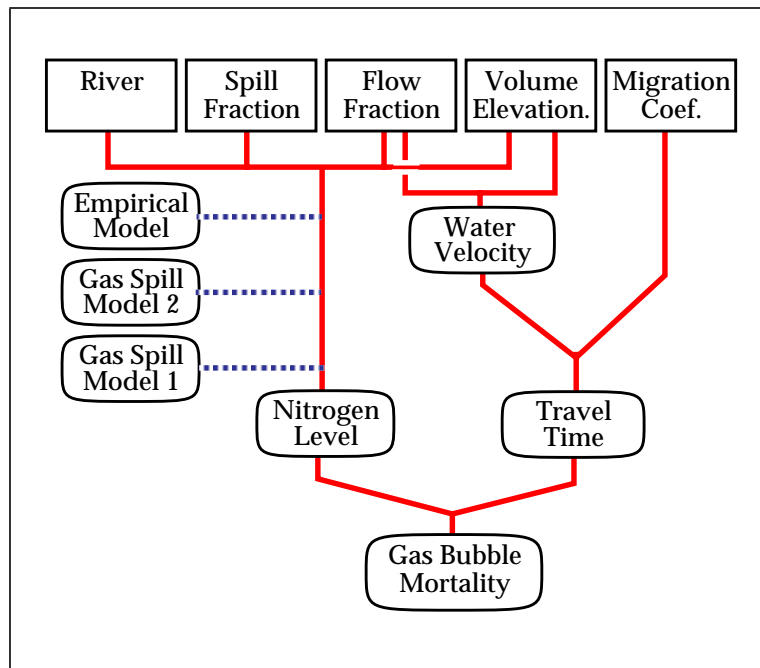 River
Spill
Fraction
Flow
Fraction
Volume
Elevation.
Migration
Coef.
Empirical
Model
Water
Velocity
Gas Spill
Model 2
Gas Spill
Model 1
Nitrogen
Level
Travel
Time
Gas Bubble
Mortality